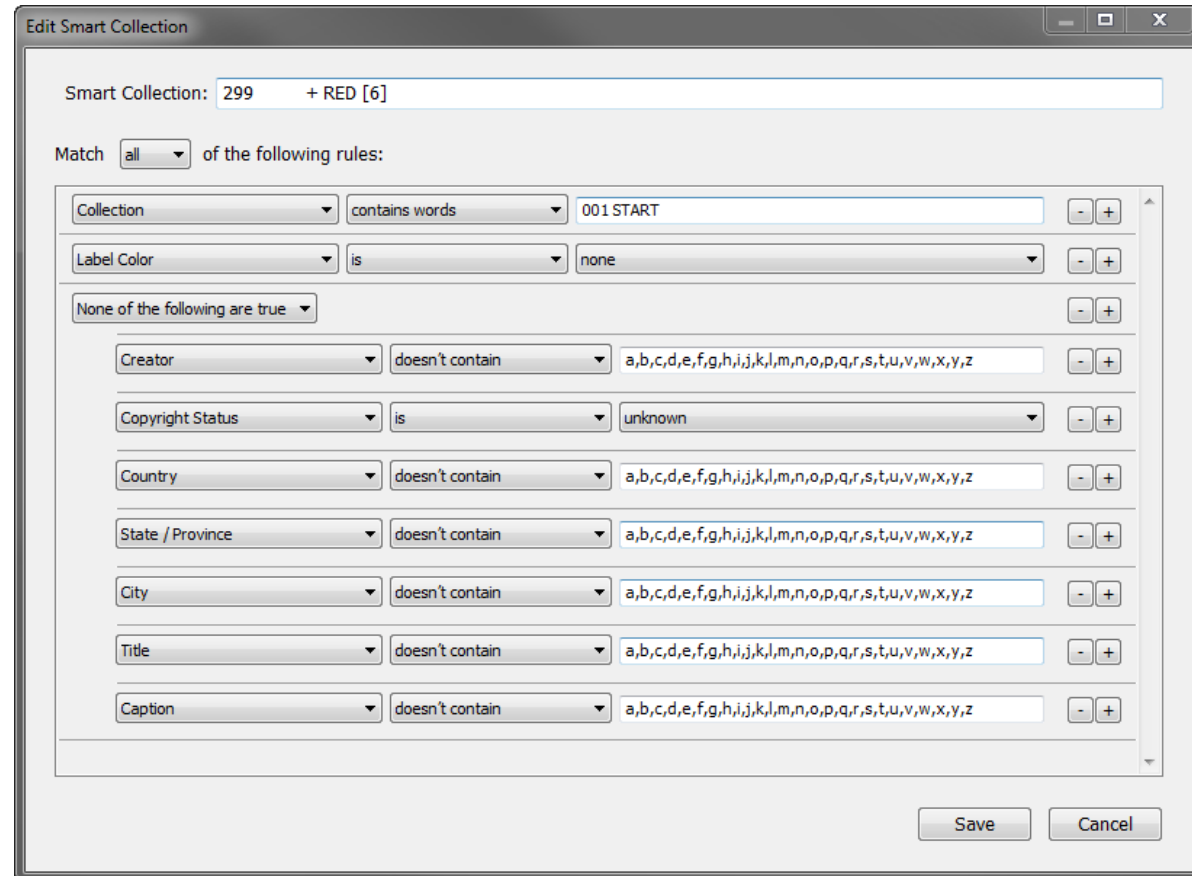 Edit Smart Collection
Smart Collection: 299 + RED [6]
Match all of the following rules:
Collection contains words 001 START - +
Label Color is none - +
None of the following are true - +
Creator doesn't contain a,b,c,d,e,f,g,h,i,j,k,l,m,n,o,p,q,r,s,t,u,v,w,x,y,z - +
Copyright Status is unknown - +
Country doesn't contain a,b,c,d,e,f,g,h,i,j,k,l,m,n,o,p,q,r,s,t,u,v,w,x,y,z - +
State / Province doesn't contain a,b,c,d,e,f,g,h,i,j,k,l,m,n,o,p,q,r,s,t,u,v,w,x,y,z - +
City doesn't contain a,b,c,d,e,f,g,h,i,j,k,l,m,n,o,p,q,r,s,t,u,v,w,x,y,z - +
Title doesn't contain a,b,c,d,e,f,g,h,i,j,k,l,m,n,o,p,q,r,s,t,u,v,w,x,y,z - +
Caption doesn't contain a,b,c,d,e,f,g,h,i,j,k,l,m,n,o,p,q,r,s,t,u,v,w,x,y,z - +
Save Cancel